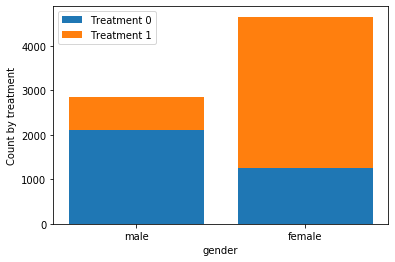 Treatment 0
Treatment 1
Count by treatment
4000
3000
2000
1000
0
male
female
gender